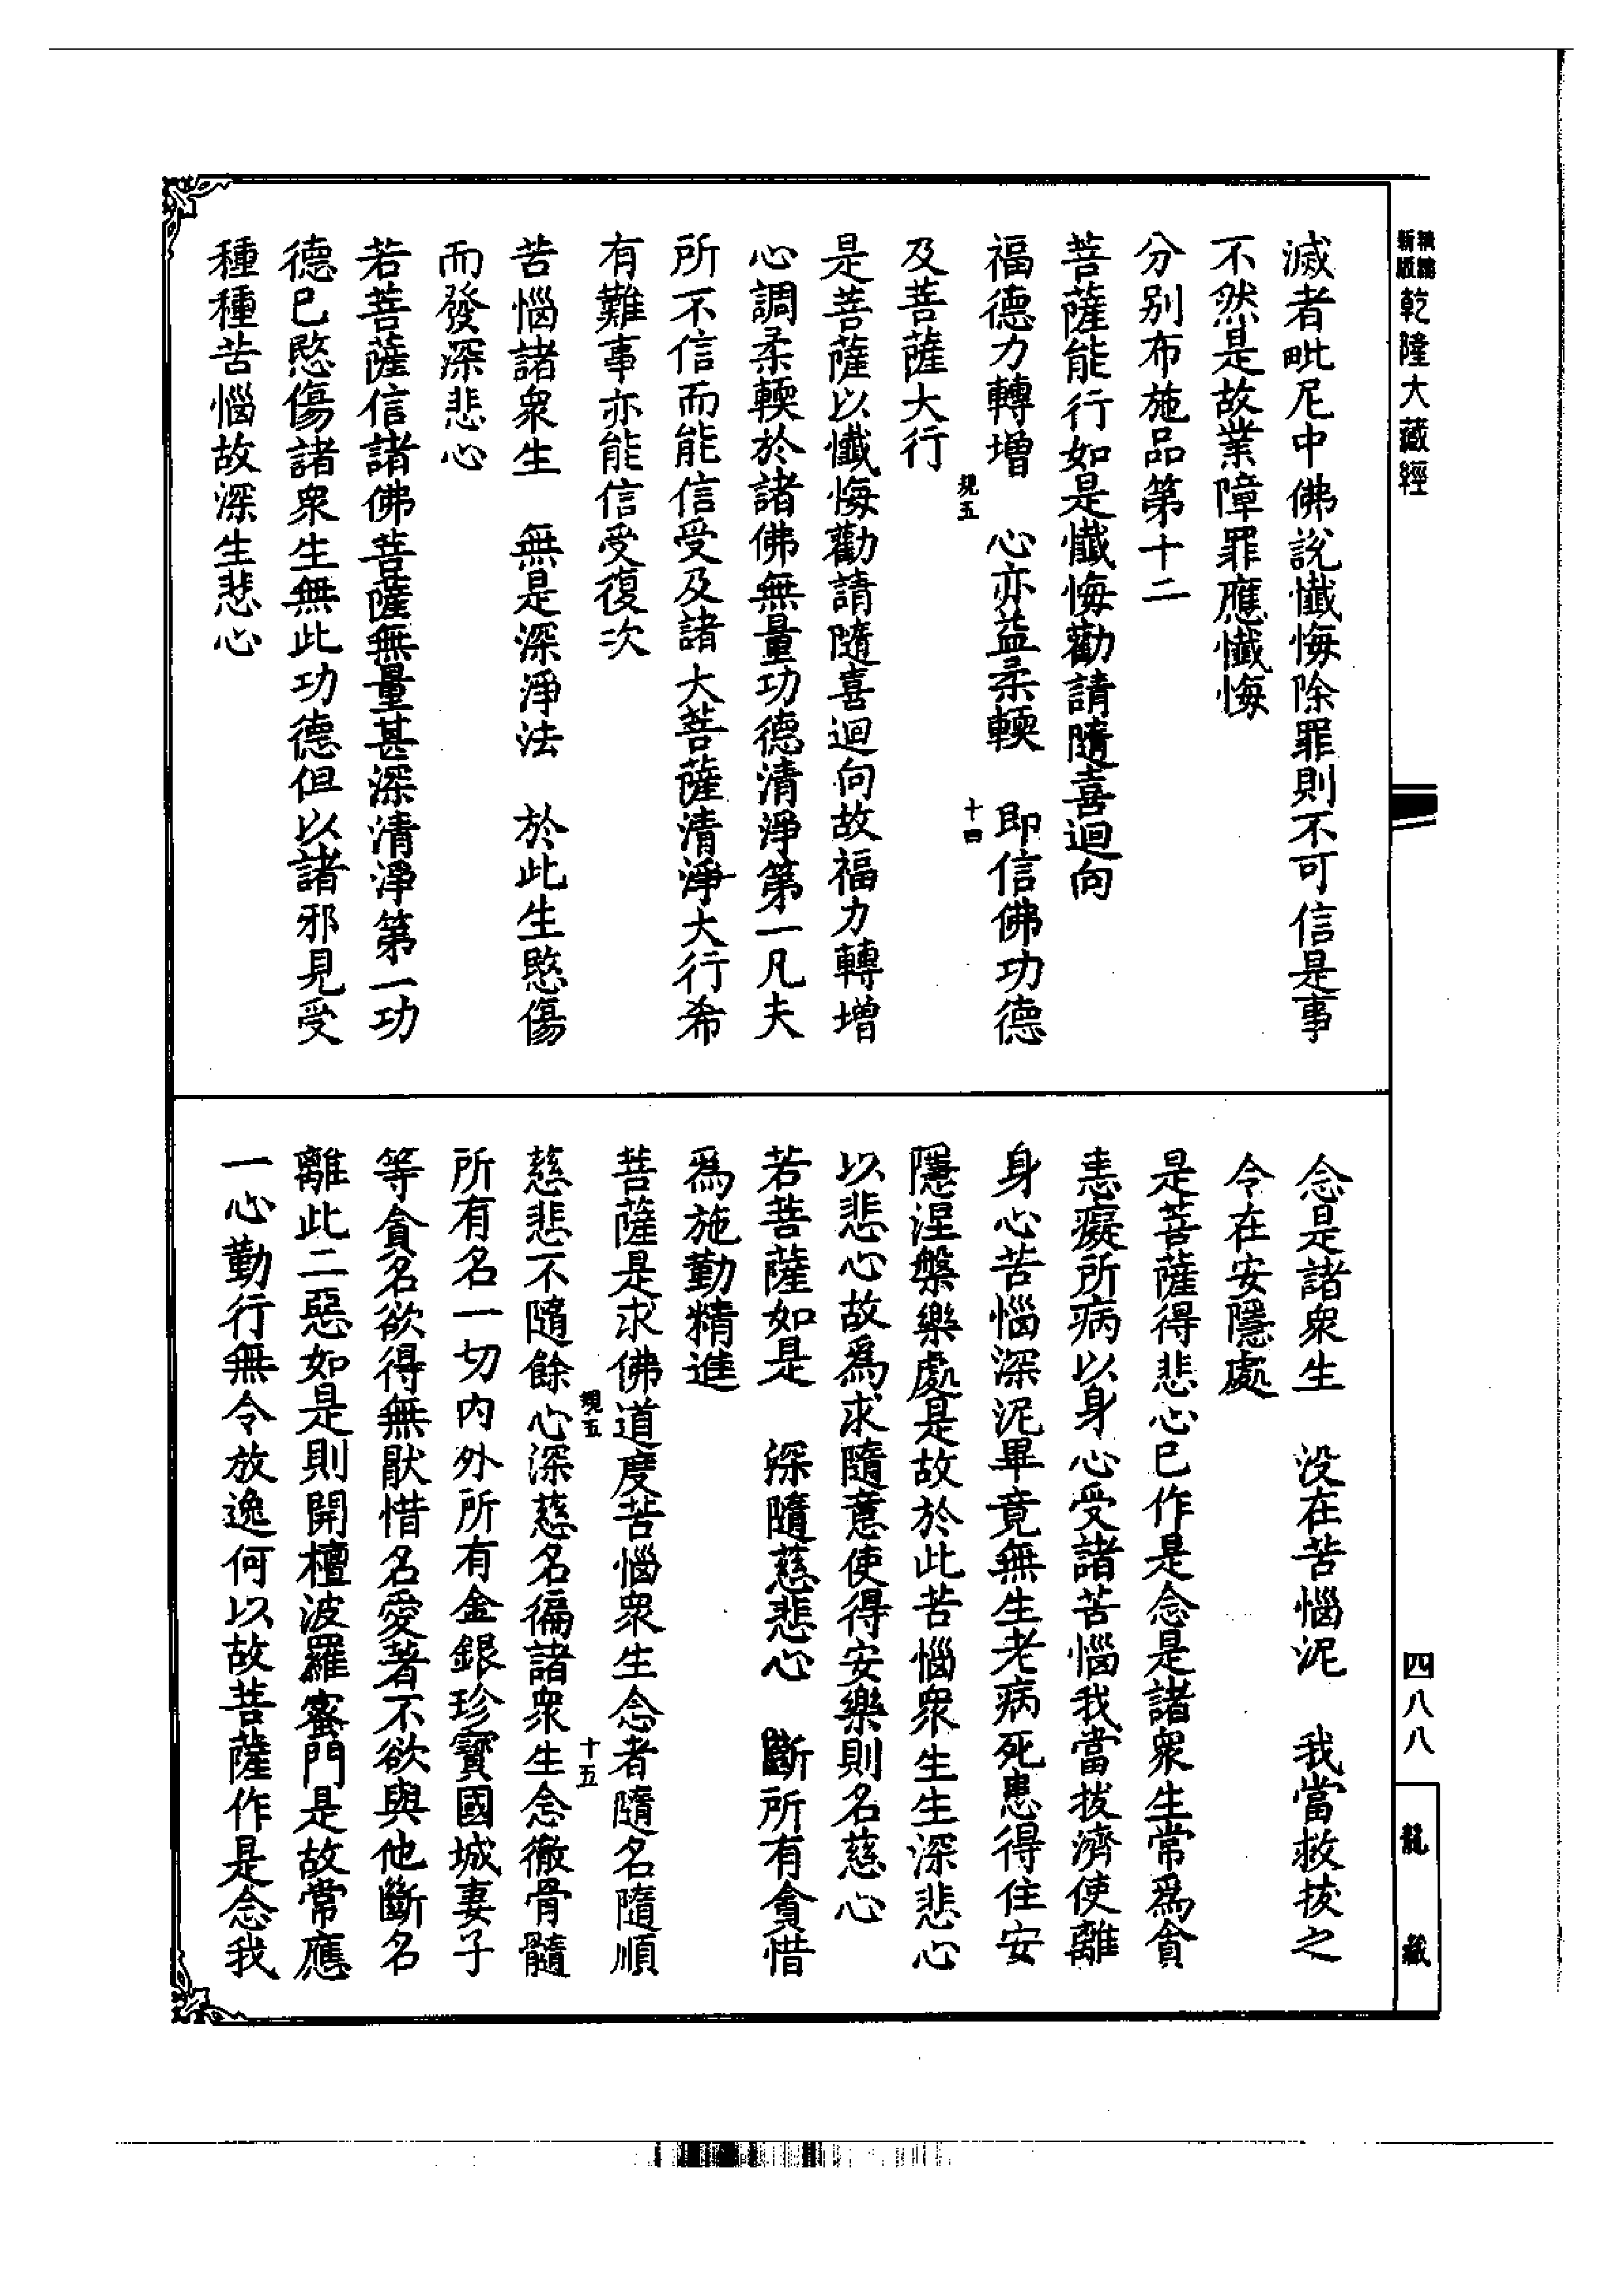 新編縮版乾隆大藏經
四八八
龍藏
滅者毗尼中佛說懺悔除罪則不可信是事
不然是故業障罪應懺悔
分別布施品第十二
菩薩能行如是懺悔勸請隨喜迴向
福德力轉增　心亦益柔輭　即信佛功德
規五　十四
及菩薩大行
是菩薩以懺悔勸請隨喜迴向故福力轉增
心調柔輭於諸佛無量功德清淨第一凡夫
所不信而能信受及諸大菩薩清淨大行希
有難事亦能信受復次
苦惱諸衆生　無是深淨法　於此生愍傷
而發深悲心
若菩薩信諸佛菩薩無量甚深清淨第一功
德已愍傷諸衆生無此功德但以諸邪見受
種種苦惱故深生悲心
念是諸衆生　没在苦惱泥　我當救拔之
令在安隱處
是菩薩得悲心已作是念是諸衆生常爲貪
恚癡所病以身心受諸苦惱我當拔濟使離
身心苦惱深泥畢竟無生老病死患得住安
隱涅槃樂處是故於此苦惱衆生生深悲心
以悲心故爲求隨意使得安樂則名慈心
若菩薩如是　深隨慈悲心　斷所有貪惜
爲施勤精進
菩薩是求佛道度苦惱衆生念者隨名隨順
規五　十五
慈悲不隨餘心深慈名徧諸衆生念徹骨髓
所有名一切内外所有金銀珍寶國城妻子
等貪名欲得無猒惜名愛著不欲與他斷名
離此二惡如是則開檀波羅蜜門是故常應
一心勤行無令放逸何以故菩薩作是念我